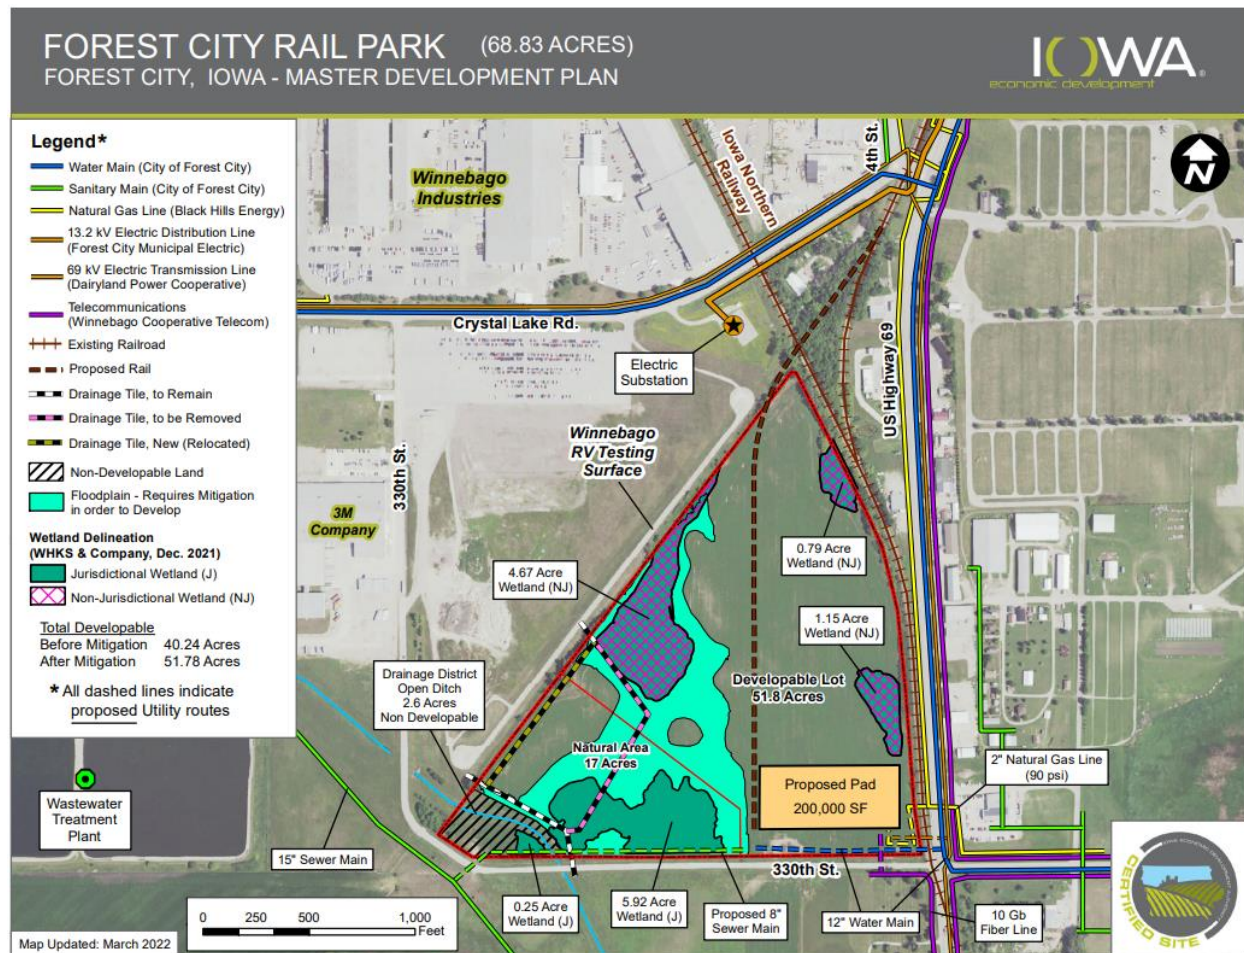 FOREST CITY RAIL PARK (68.83 ACRES)
FOREST CITY, IOWA - MASTER DEVELOPMENT PLAN
IOWA®
economic development
Legend*
Water Main (City of Forest City)
Sanitary Main (City of Forest City)
Natural Gas Line (Black Hills Energy)
13.2 kV Electric Distribution Line
(Forest City Municipal Electric)
69 kV Electric Transmission Line
(Dairyland Power Cooperative)
Telecommunications
(Winnebago Cooperative Telecom)
Existing Railroad
Proposed Rail
Drainage Tile, to Remain
Drainage Tile, to be Removed
Drainage Tile, New (Relocated)
Non-Developable Land
Floodplain - Requires Mitigation
in order to Develop
Wetland Delineation
(WHKS & Company, Dec. 2021)
Jurisdictional Wetland (J)
Non-Jurisdictional Wetland (NJ)
Total Developable
Before Mitigation 40.24 Acres
After Mitigation 51.78 Acres
* All dashed lines indicate
proposed Utility routes
Winnebago
Industries
Iowa Northern
Railway
4th St.
N
Crystal Lake Rd.
Electric
Substation
US Highway 69
Winnebago
RV Testing
Surface
330th St.
3M
Company
4.67 Acre
Wetland (NJ)
0.79 Acre
Wetland (NJ)
1.15 Acre
Wetland (NJ)
Drainage District
Open Ditch
2.6 Acres
Non Developable
Developable Lot
51.8 Acres
Natural Area
17 Acres
Proposed Pad
200,000 SF
2" Natural Gas Line
(90 psi)
Wastewater
Treatment
Plant
15" Sewer Main
330th St.
0.25 Acre
Wetland (J)
5.92 Acre
Wetland (J)
Proposed 8"
Sewer Main
12" Water Main
10 Gb
Fiber Line
0 250 500 1,000
Feet
Map Updated: March 2022
CERTIFIED SITE